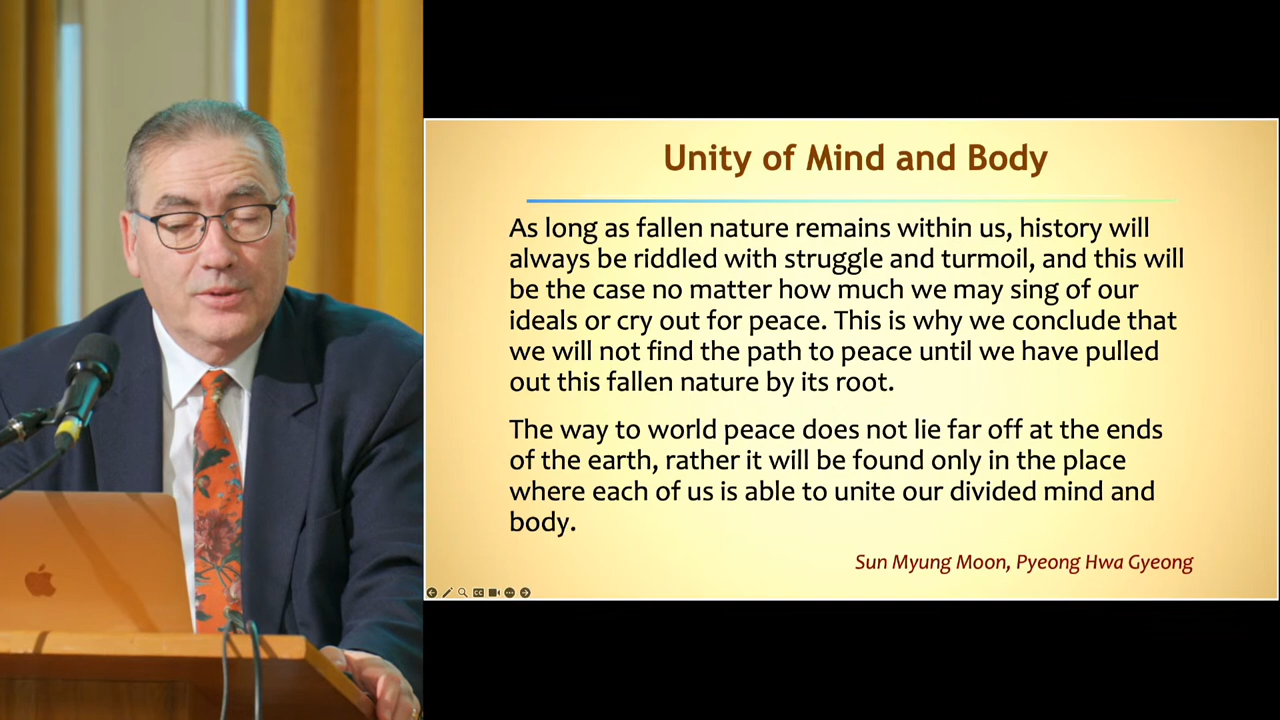 Unity of Mind and Body
As long as fallen nature remains within us, history will
always be riddled with struggle and turmoil, and this will
be the case no matter how much we may sing of our
ideals or cry out for peace. This is why we conclude that
we will not find the path to peace until we have pulled
out this fallen nature by its root.
The way to world peace does not lie far off at the ends
of the earth, rather it will be found only in the place
where each of us is able to unite our divided mind and
body.
Sun Myung Moon, Pyeong Hwa Gyeong